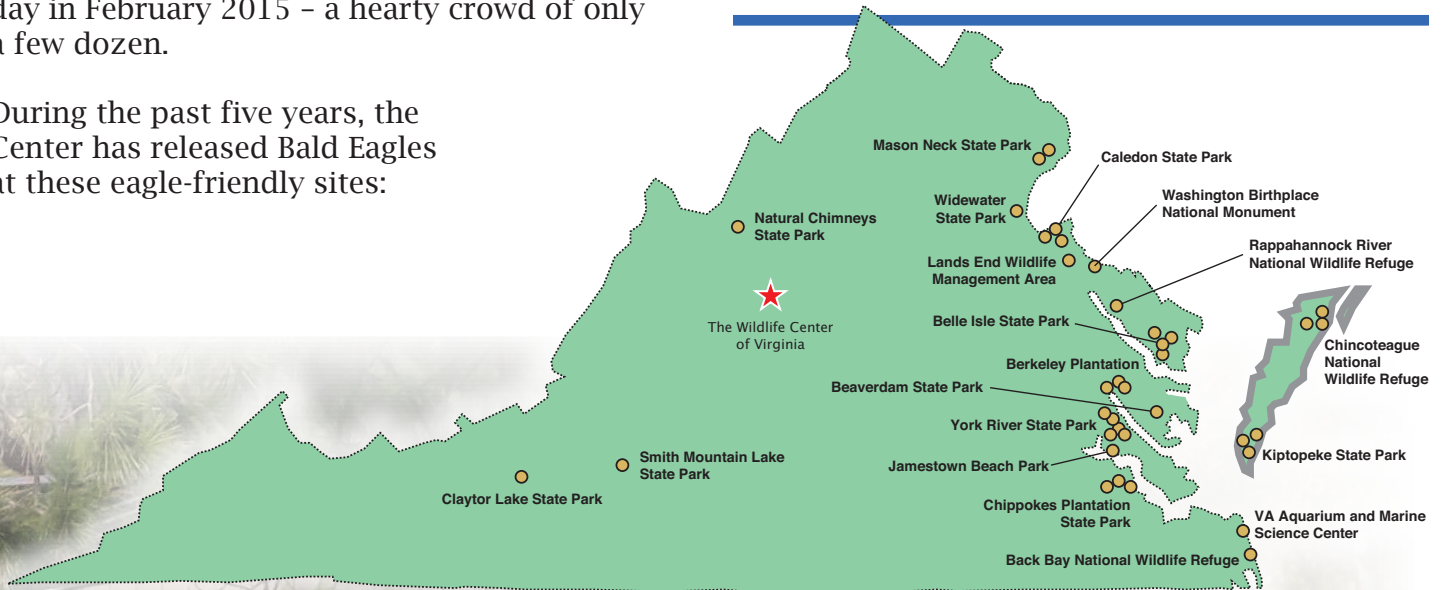 day in February 2015 – a hearty crowd of only
a few dozen.
During the past five years, the
Center has released Bald Eagles
at these eagle-friendly sites:
Mason Neck State Park
Caledon State Park
Washington Birthplace
National Monument
Widewater
State Park
Natural Chimneys
State Park
Rappahannock River
National Wildlife Refuge
Lands End Wildlife
Management Area
The Wildlife Center
of Virginia
Belle Isle State Park
Chincoteague
National
Wildlife Refuge
Berkeley Plantation
Beaverdam State Park
York River State Park
Kiptopeke State Park
Smith Mountain Lake
State Park
Jamestown Beach Park
Claytor Lake State Park
Chippokes Plantation
State Park
VA Aquarium and Marine
Science Center
Back Bay National Wildlife Refuge